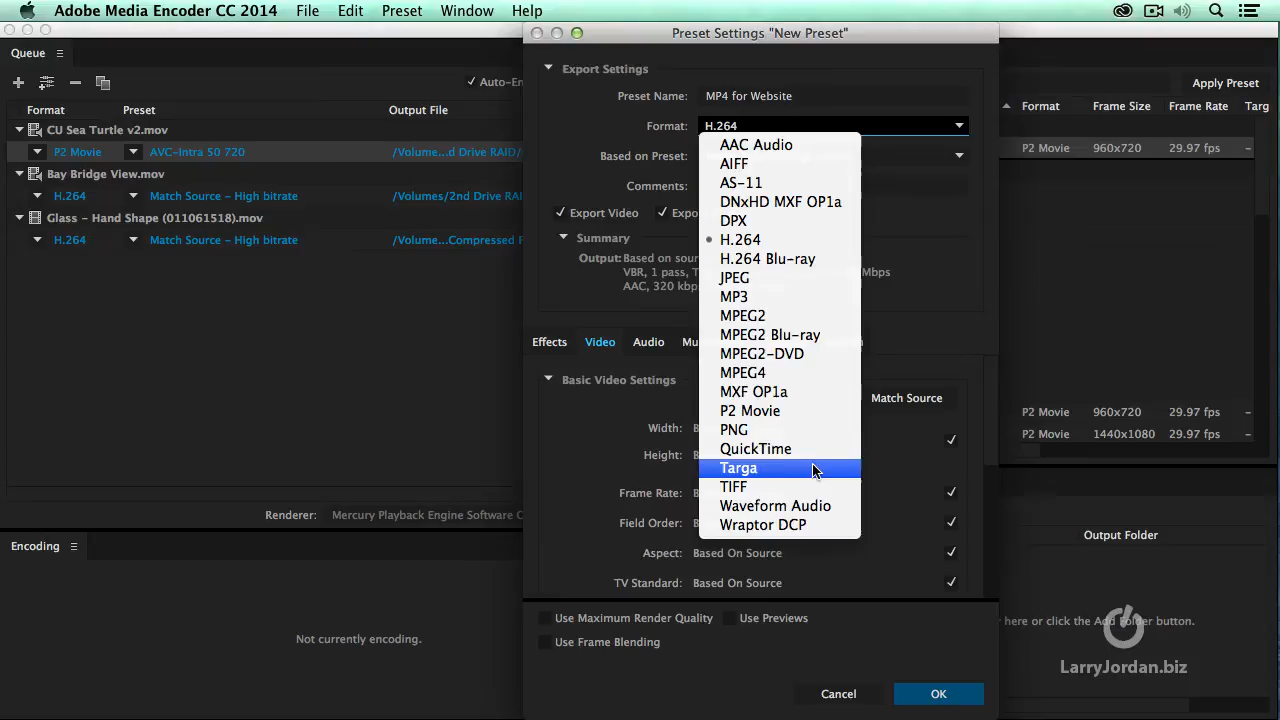 Adobe Media Encoder CC 2014 File Edit Preset Window Help
Queue
Auto-En
Format Preset Output File
CU Sea Turtle v2.mov
P2 Movie AVC-Intra 50 720 /Volume...d Drive RAID/
Bay Bridge View.mov
H.264 Match Source – High bitrate /Volumes/2nd Drive RAID
Glass - Hand Shape (011061518).mov
H.264 Match Source – High bitrate /Volume...Compressed F
Renderer: Mercury Playback Engine Software C
Encoding
Not currently encoding.
Preset Settings "New Preset"
Export Settings
Preset Name: MP4 for Website
Format: H.264
Based on Preset:
Comments:
Export Video Expo
Summary
Output: Based on sour
VBR, 1 pass, T Mbps
AAC, 320 kbp
AAC Audio
AIFF
AS-11
DNxHD MXF OP1a
DPX
H.264
H.264 Blu-ray
JPEG
MP3
MPEG2
MPEG2 Blu-ray
MPEG2-DVD
MPEG4
MXF OP1a
P2 Movie
PNG
QuickTime
Targa
TIFF
Waveform Audio
Wraptor DCP
Effects Video Audio Mu
Basic Video Settings
Match Source
Width:
Height:
Frame Rate:
Field Order:
Aspect: Based On Source
TV Standard: Based On Source
Use Maximum Render Quality Use Previews
Use Frame Blending
Cancel OK
Apply Preset
Format Frame Size Frame Rate Targ
P2 Movie 960x720 29.97 fps –
P2 Movie 960x720 29.97 fps –
P2 Movie 1440x1080 29.97 fps –
Output Folder
here or click the Add Folder button.
LarryJordan.biz